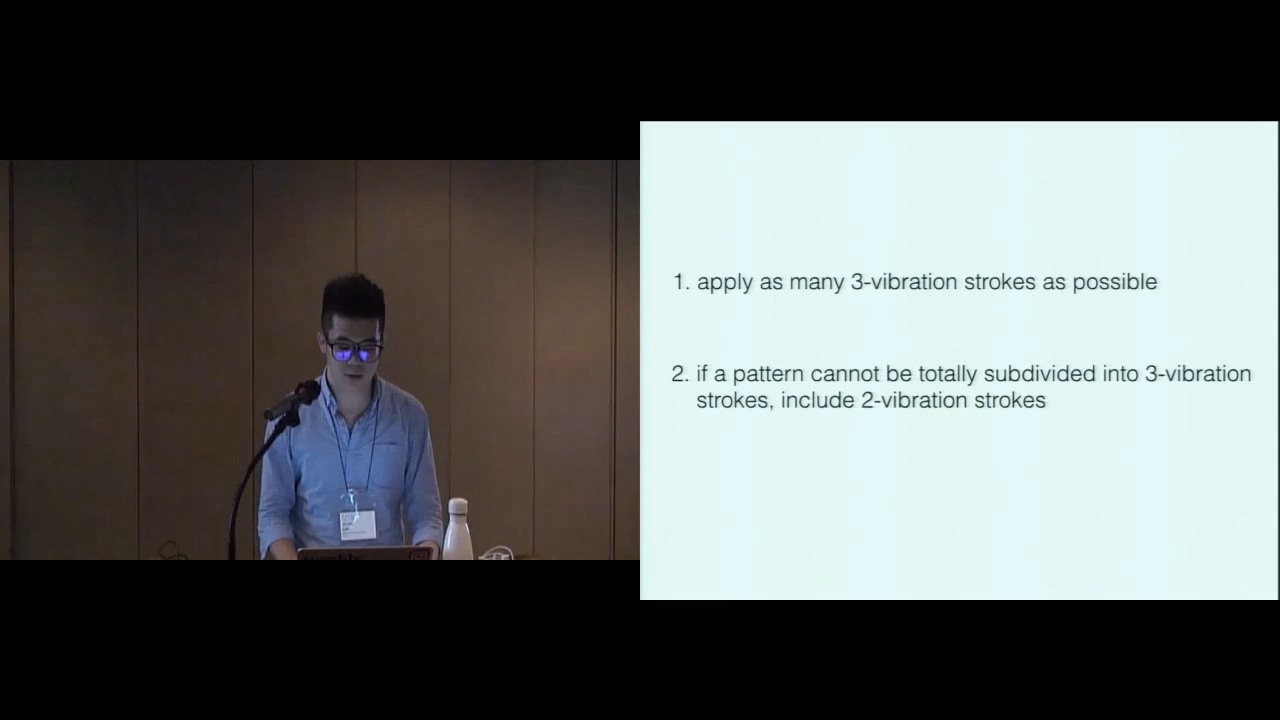 1. apply as many 3-vibration strokes as possible
2. if a pattern cannot be totally subdivided into 3-vibration
strokes, include 2-vibration strokes
tumblr